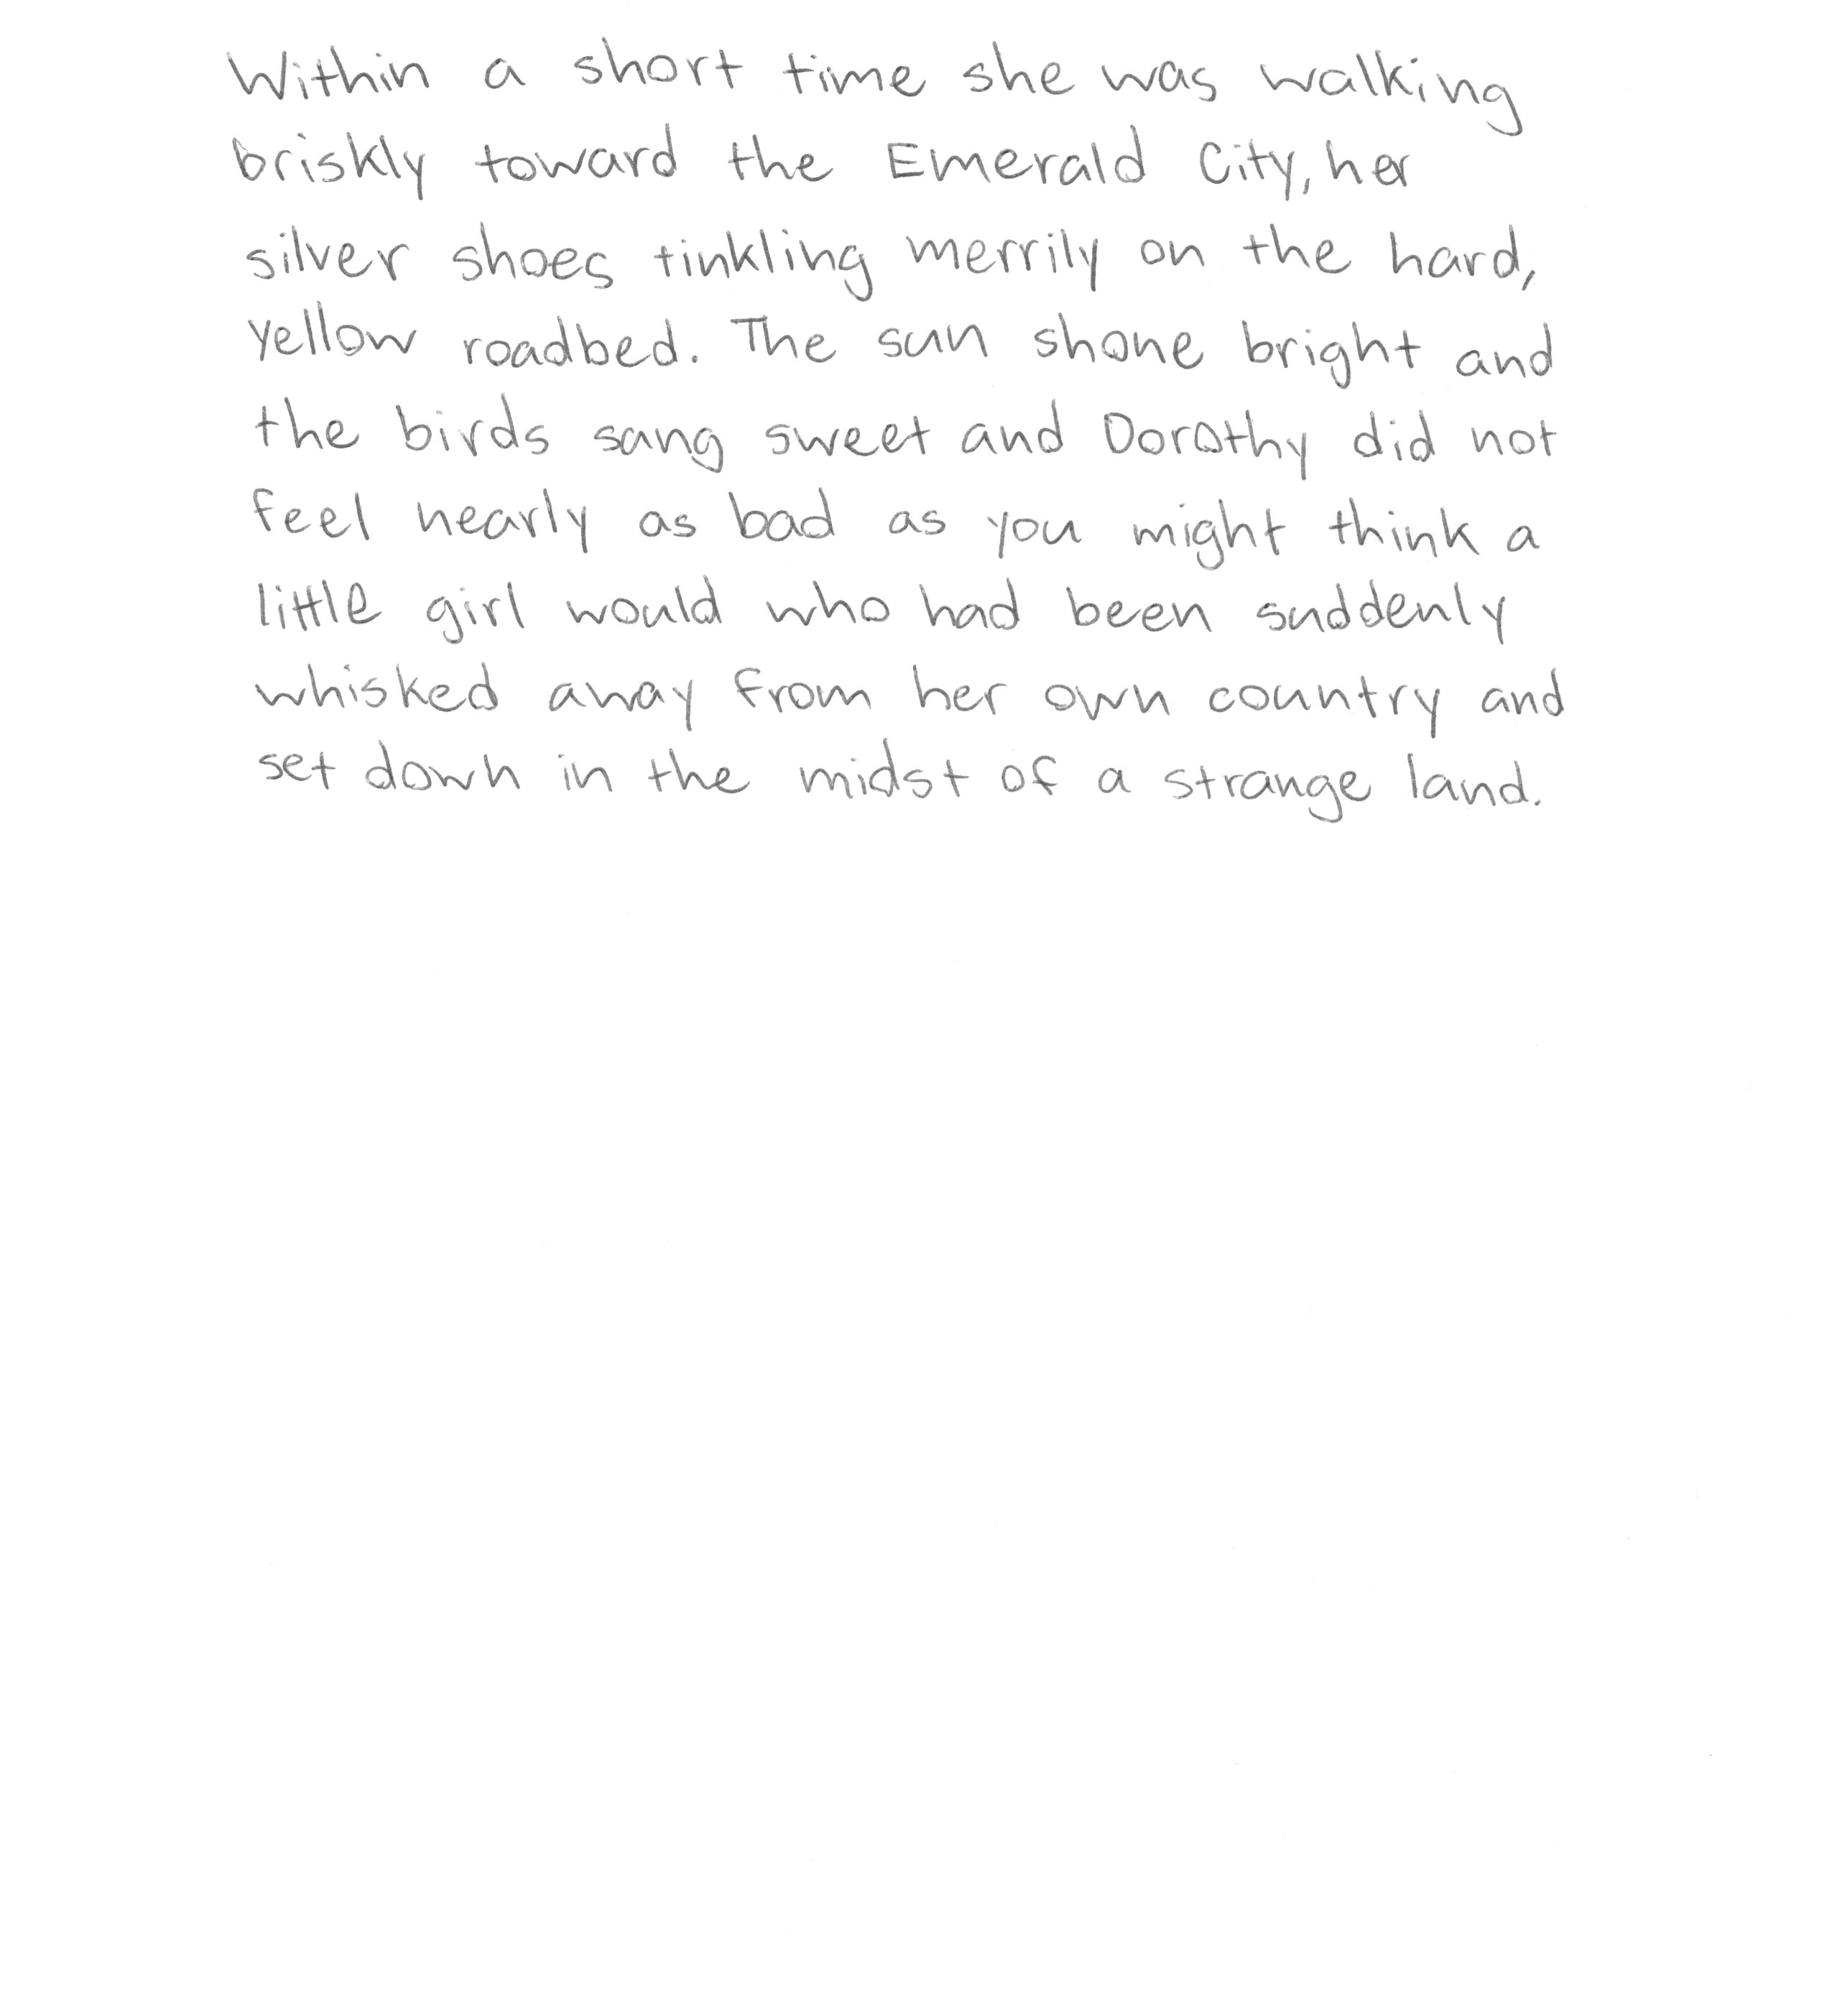 Within a short time she was walking
briskly toward the Emerald City, her
silver shoes tinkling merrily on the hard,
yellow roadbed. The sun shone bright and
the birds sang sweet and Dorothy did not
feel nearly as bad as you might think a
little girl would who had been suddenly
whisked away from her own country and
set down in the midst of a strange land.